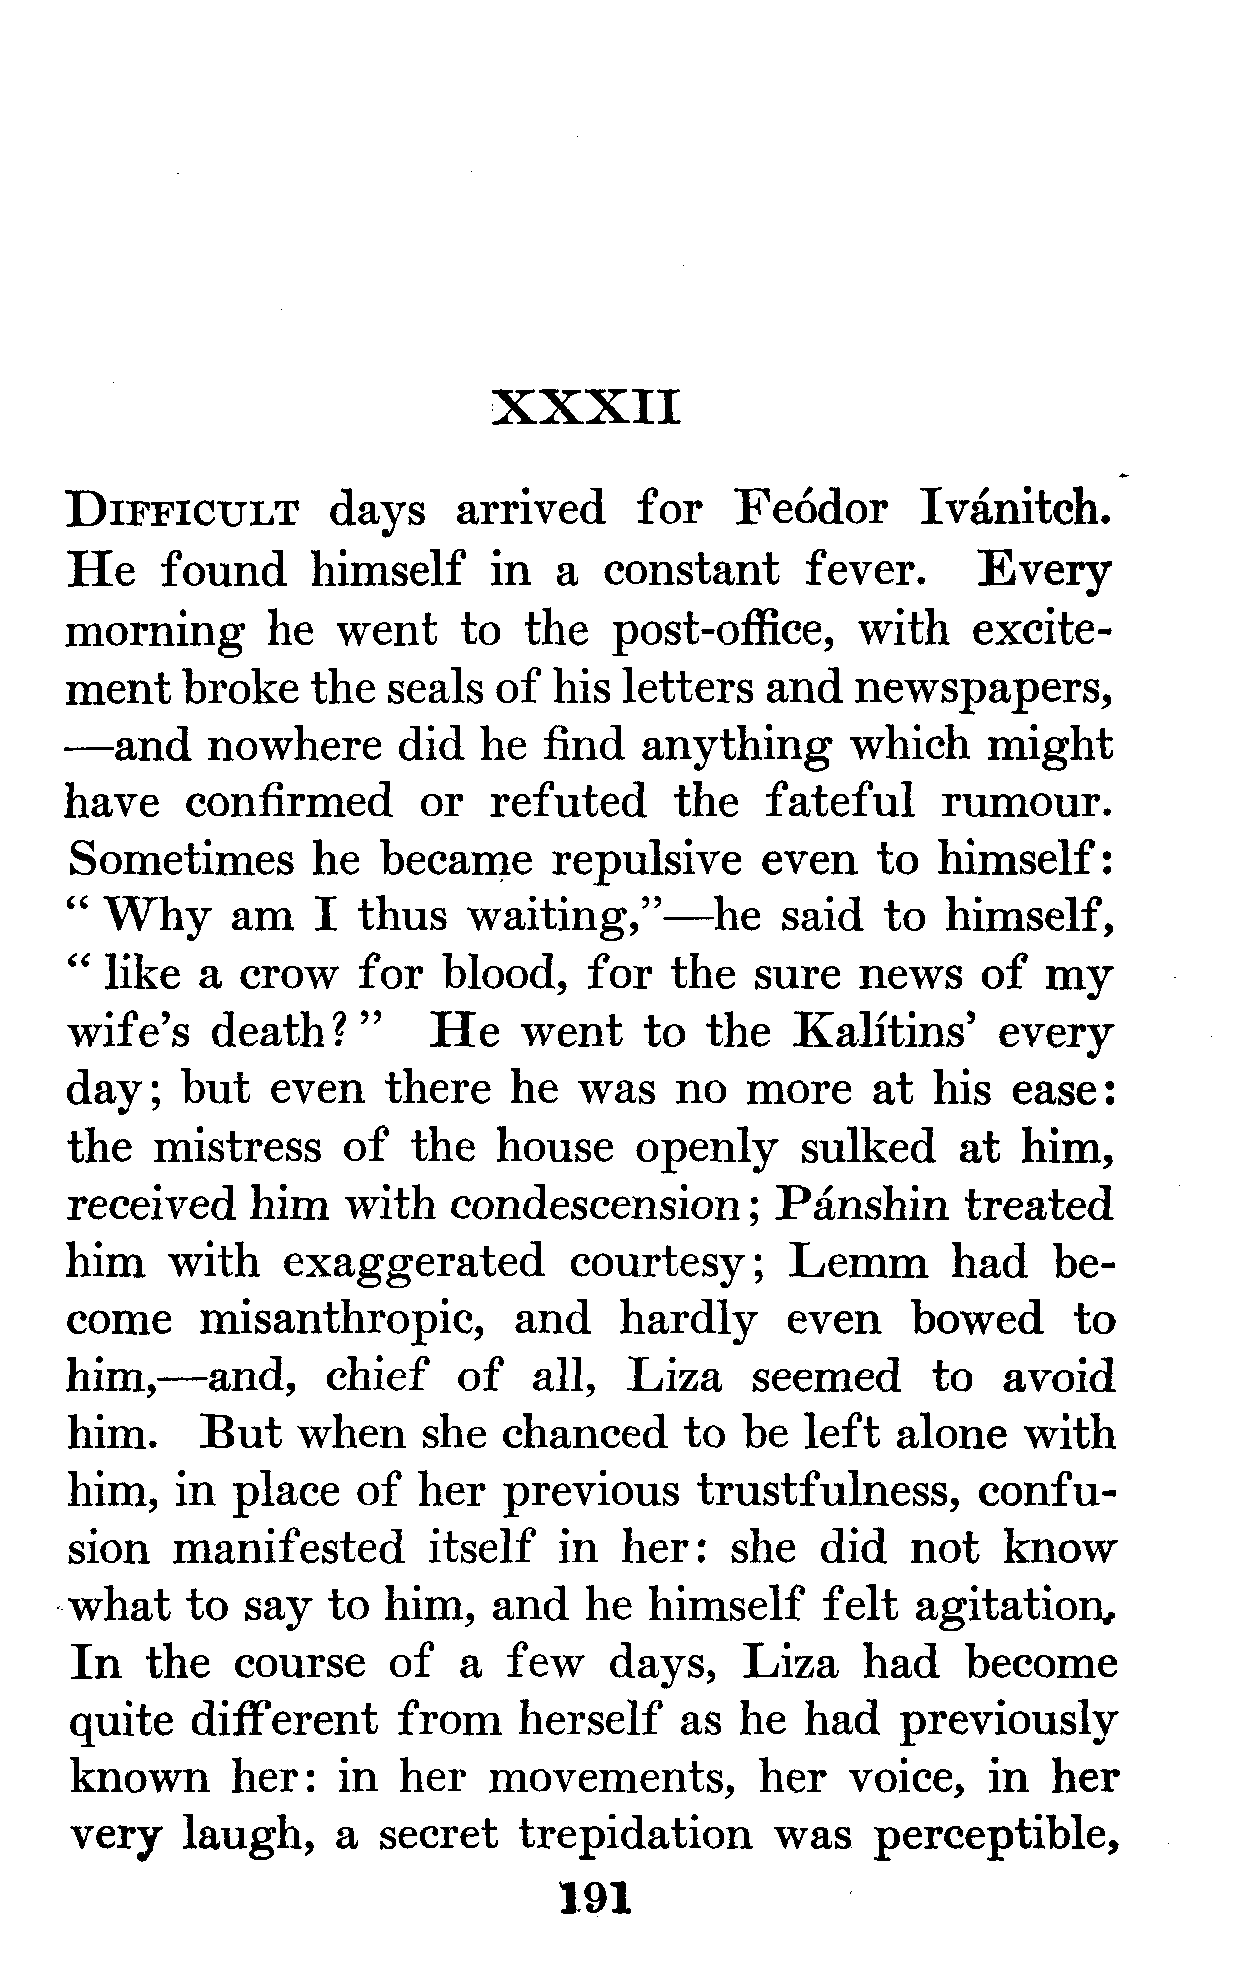 XXXII
Difficult days arrived for Feódor Ivánitch.
He found himself in a constant fever. Every
morning he went to the post-office, with excite-
ment broke the seals of his letters and newspapers,
—and nowhere did he find anything which might
have confirmed or refuted the fateful rumour.
Sometimes he became repulsive even to himself:
“ Why am I thus waiting,”—he said to himself,
“ like a crow for blood, for the sure news of my
wife’s death? ” He went to the Kalítins’ every
day; but even there he was no more at his ease:
the mistress of the house openly sulked at him,
received him with condescension; Pánshin treated
him with exaggerated courtesy; Lemm had be-
come misanthropic, and hardly even bowed to
him,—and, chief of all, Liza seemed to avoid
him. But when she chanced to be left alone with
him, in place of her previous trustfulness, confu-
sion manifested itself in her: she did not know
what to say to him, and he himself felt agitation.
In the course of a few days, Liza had become
quite different from herself as he had previously
known her: in her movements, her voice, in her
very laugh, a secret trepidation was perceptible,
191